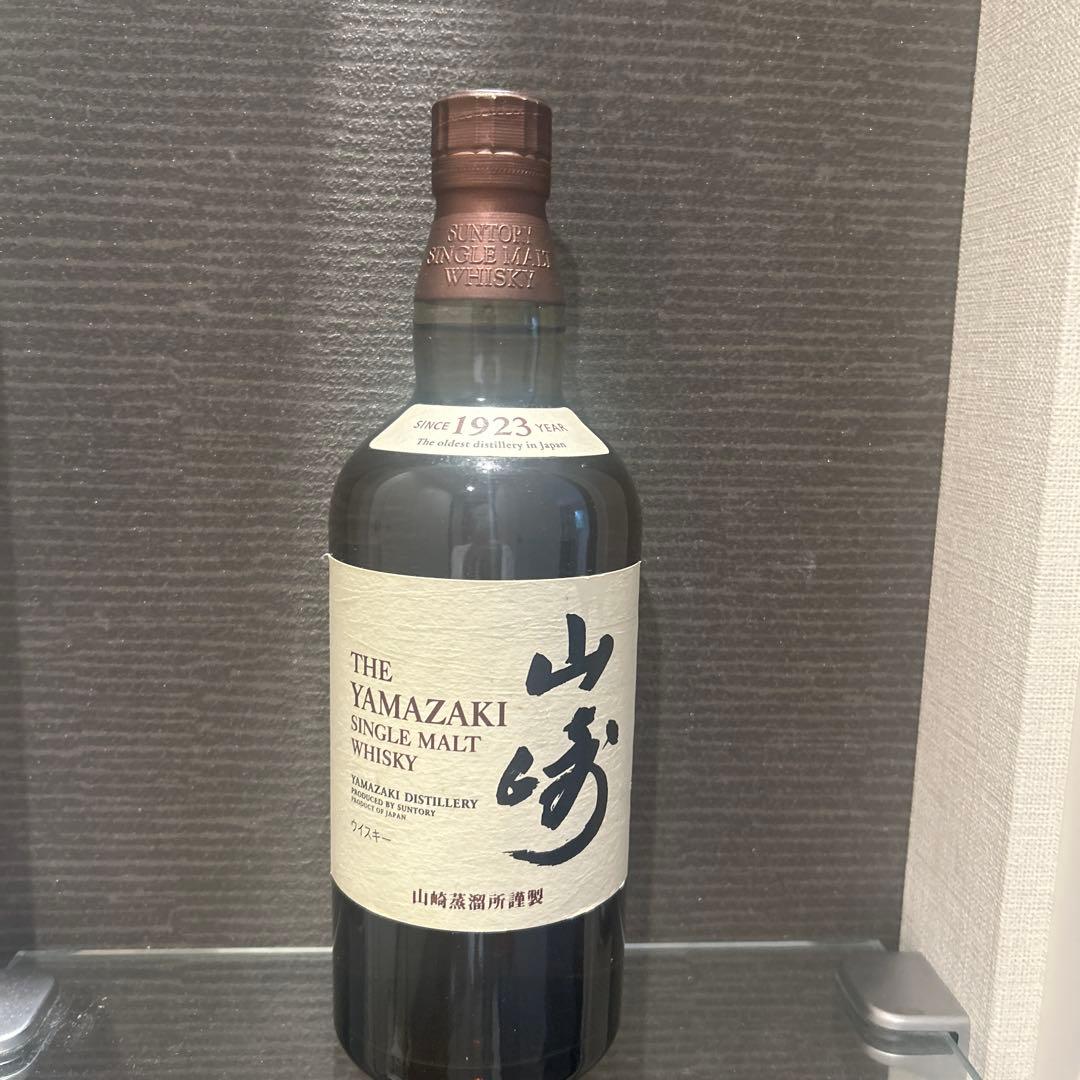 SUNTORY
SINGLE MALT
WHISKY
SINCE 1923 YEAR
The oldest distillery in Japan
THE
YAMAZAKI
SINGLE MALT
WHISKY
YAMAZAKI DISTILLERY
PRODUCED BY SUNTORY
PRODUCT OF JAPAN
ウイスキー
山崎
山崎蒸溜所謹製